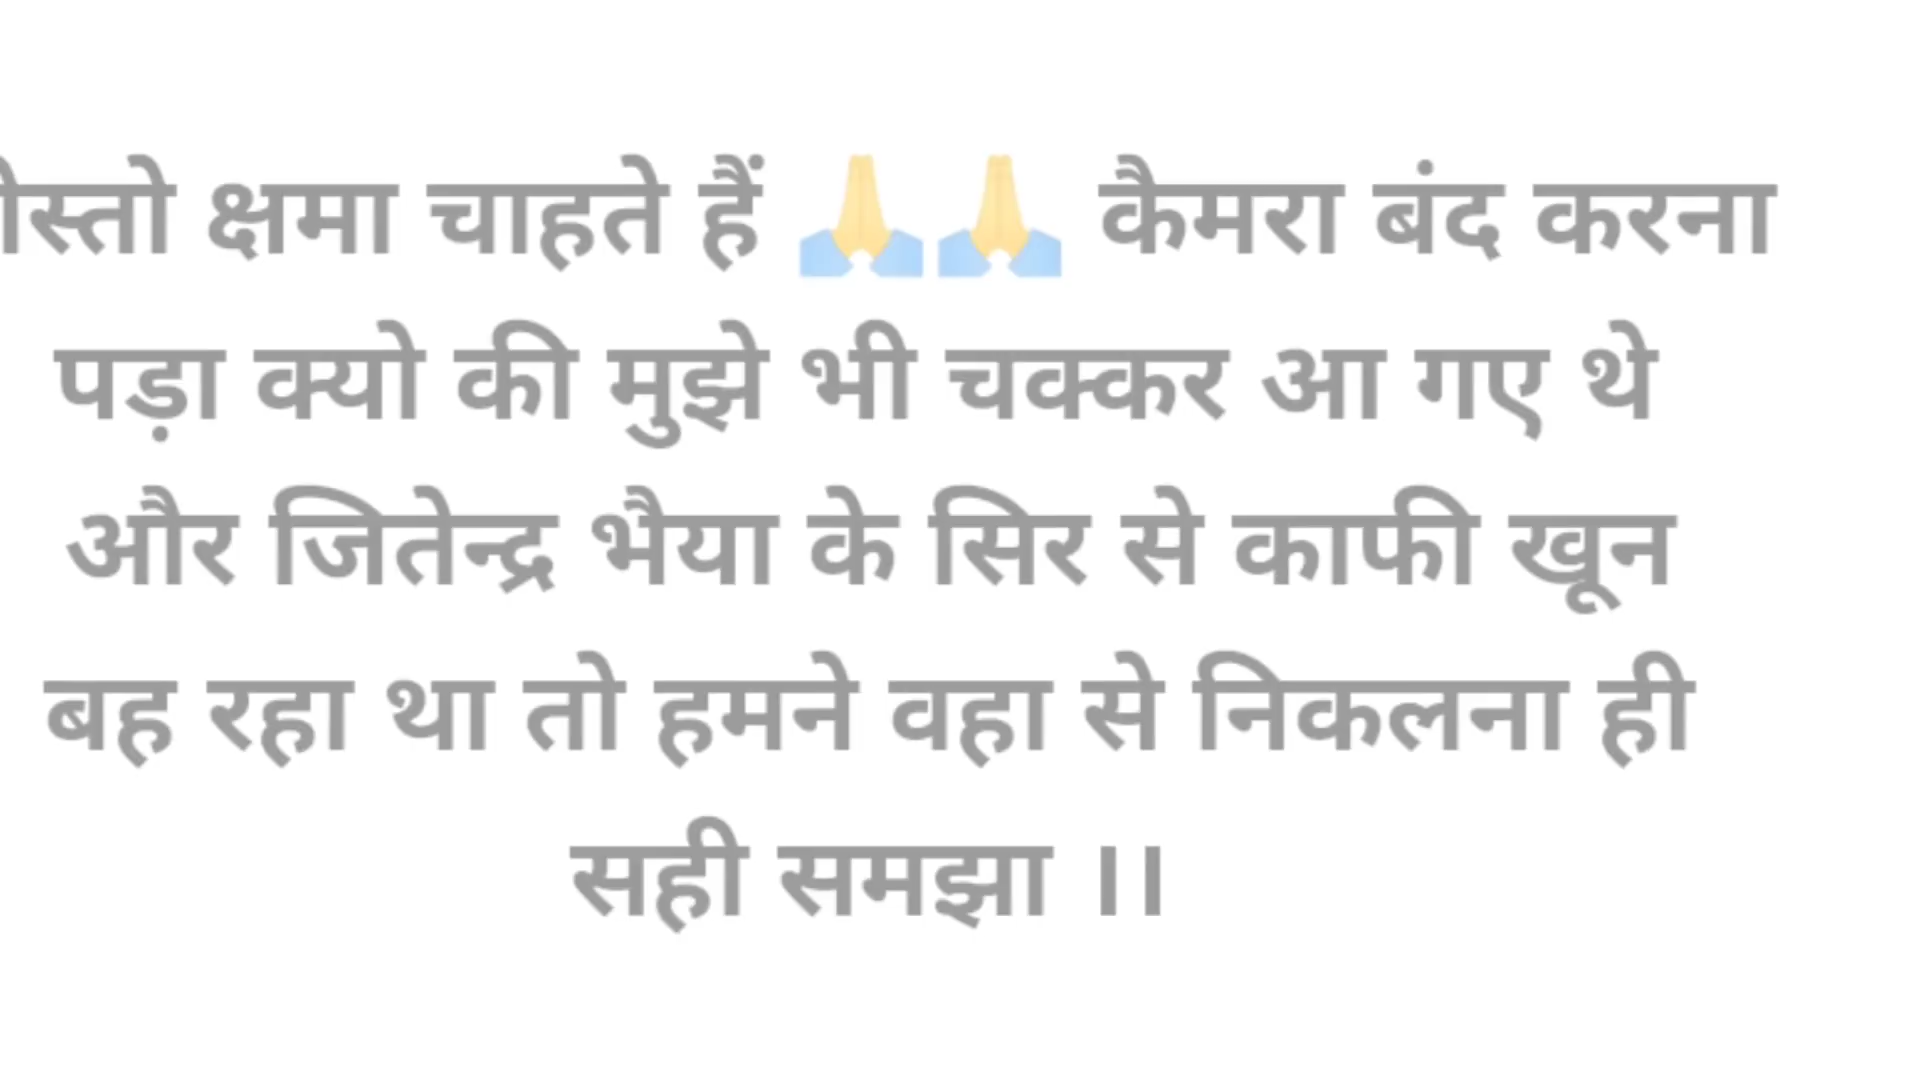 क्षमा चाहते हैं 🙏🙏 कैमरा बंद करना
पड़ा क्यो की मुझे भी चक्कर आ गए थे
और जितेन्द्र भैया के सिर से काफी खून
बह रहा था तो हमने वहा से निकलना ही
सही समझा ।।